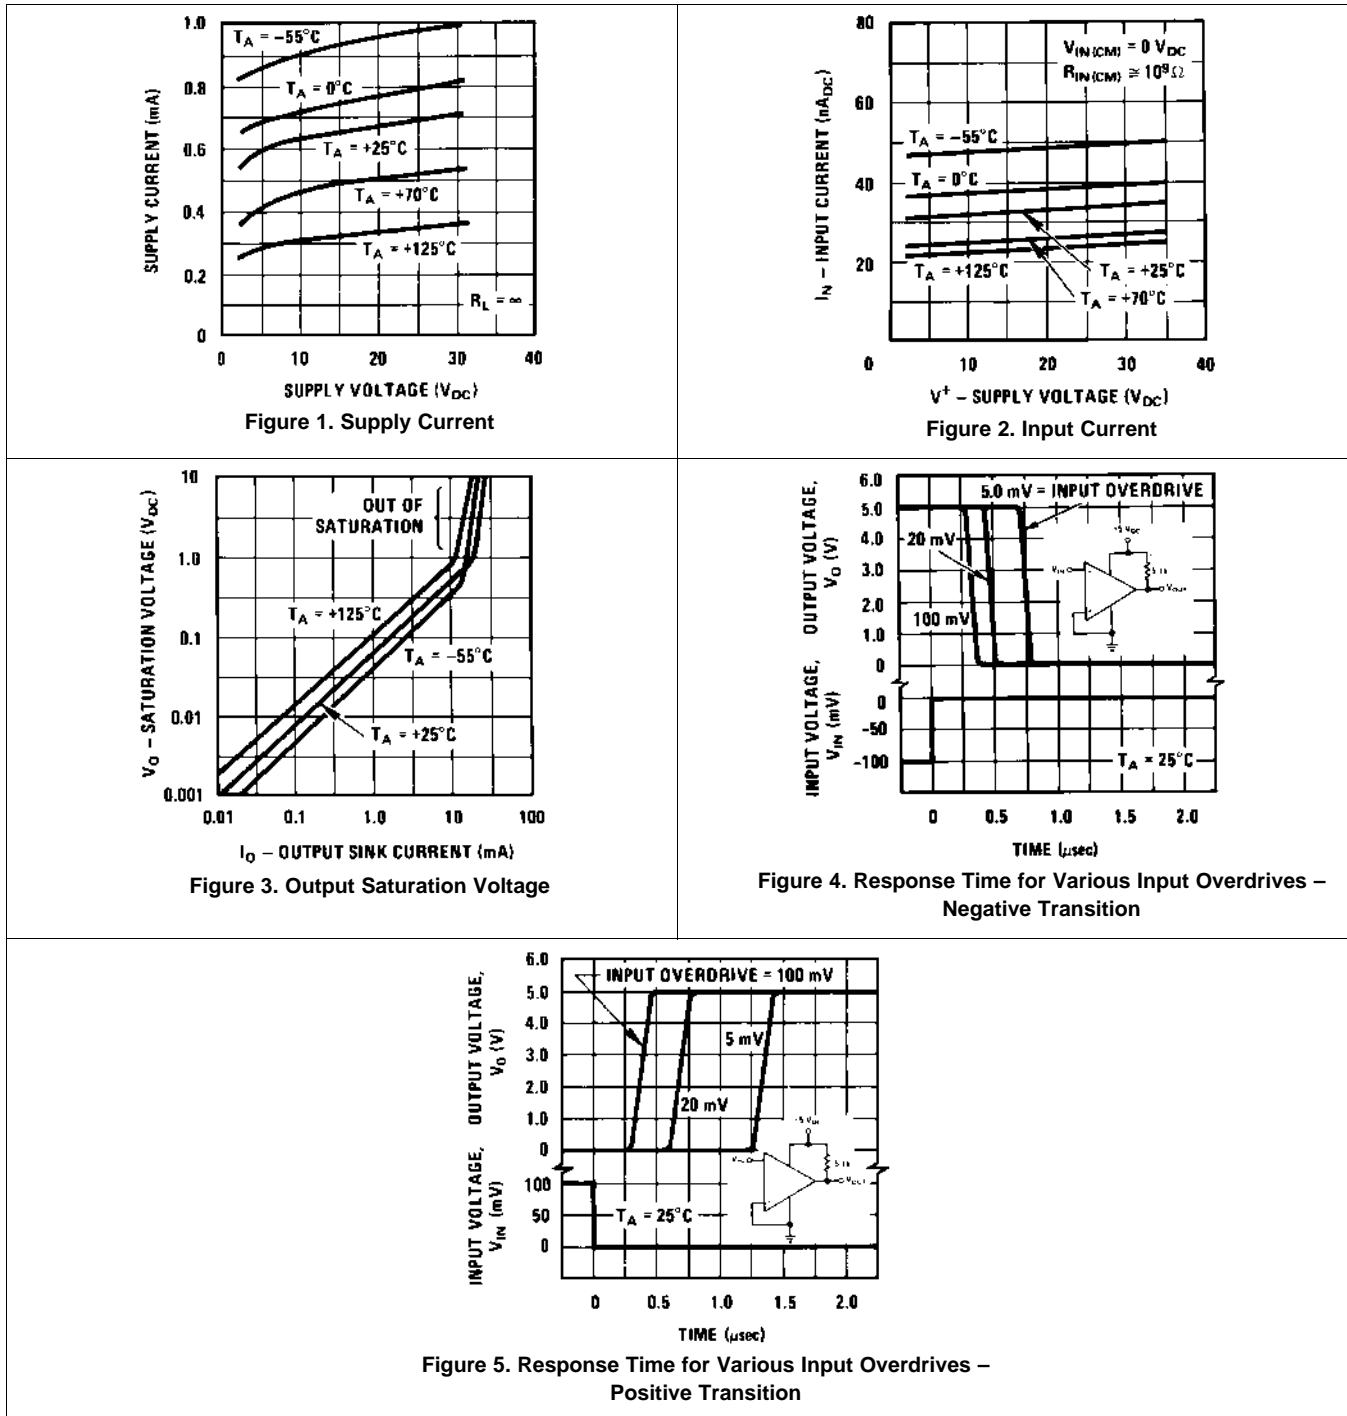 1.0
0.8
0.6
0.4
0.2
0
SUPPLY CURRENT (mA)
T_A = −55°C
T_A = 0°C
T_A = +25°C
T_A = +70°C
T_A = +125°C
R_L = ∞
0 10 20 30 40
SUPPLY VOLTAGE (V_DC)
Figure 1. Supply Current
80
60
40
20
0 10 20 30 40
I_N – INPUT CURRENT (nA_DC)
V_IN(CM) = 0 V_DC
R_IN(CM) ≅ 10⁹Ω
T_A = −55°C
T_A = 0°C
T_A = +125°C
T_A = +25°C
T_A = +70°C
V⁺ – SUPPLY VOLTAGE (V_DC)
Figure 2. Input Current
10
1.0
0.1
0.01
0.001
V_O – SATURATION VOLTAGE (V_DC)
OUT OF
SATURATION
T_A = +125°C
T_A = −55°C
T_A = +25°C
0.01 0.1 1.0 10 100
I_O – OUTPUT SINK CURRENT (mA)
Figure 3. Output Saturation Voltage
6.0
5.0
4.0
3.0
2.0
1.0
0
OUTPUT VOLTAGE,
V_O (V)
5.0 mV = INPUT OVERDRIVE
20 mV
100 mV
V_IN
V_OUT
0
-50
-100
INPUT VOLTAGE,
V_IN (mV)
T_A = 25°C
0 0.5 1.0 1.5 2.0
TIME (μsec)
Figure 4. Response Time for Various Input Overdrives –
Negative Transition
6.0
5.0
4.0
3.0
2.0
1.0
0
OUTPUT VOLTAGE,
V_O (V)
INPUT OVERDRIVE = 100 mV
5 mV
20 mV
100
50
0
INPUT VOLTAGE,
V_IN (mV)
T_A = 25°C
0 0.5 1.0 1.5 2.0
TIME (μsec)
Figure 5. Response Time for Various Input Overdrives –
Positive Transition